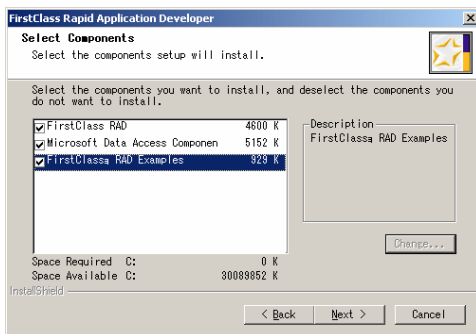 FirstClass Rapid Application Developer
Select Components
Select the components setup will install.
Select the components you want to install, and deselect the components you
do not want to install.
FirstClass RAD 4600 K
Microsoft Data Access Componen 5152 K
FirstClass RAD Examples 929 K
Description
FirstClass RAD Examples
Change...
Space Required C: 0 K
Space Available C: 30089852 K
InstallShield
< Back Next > Cancel